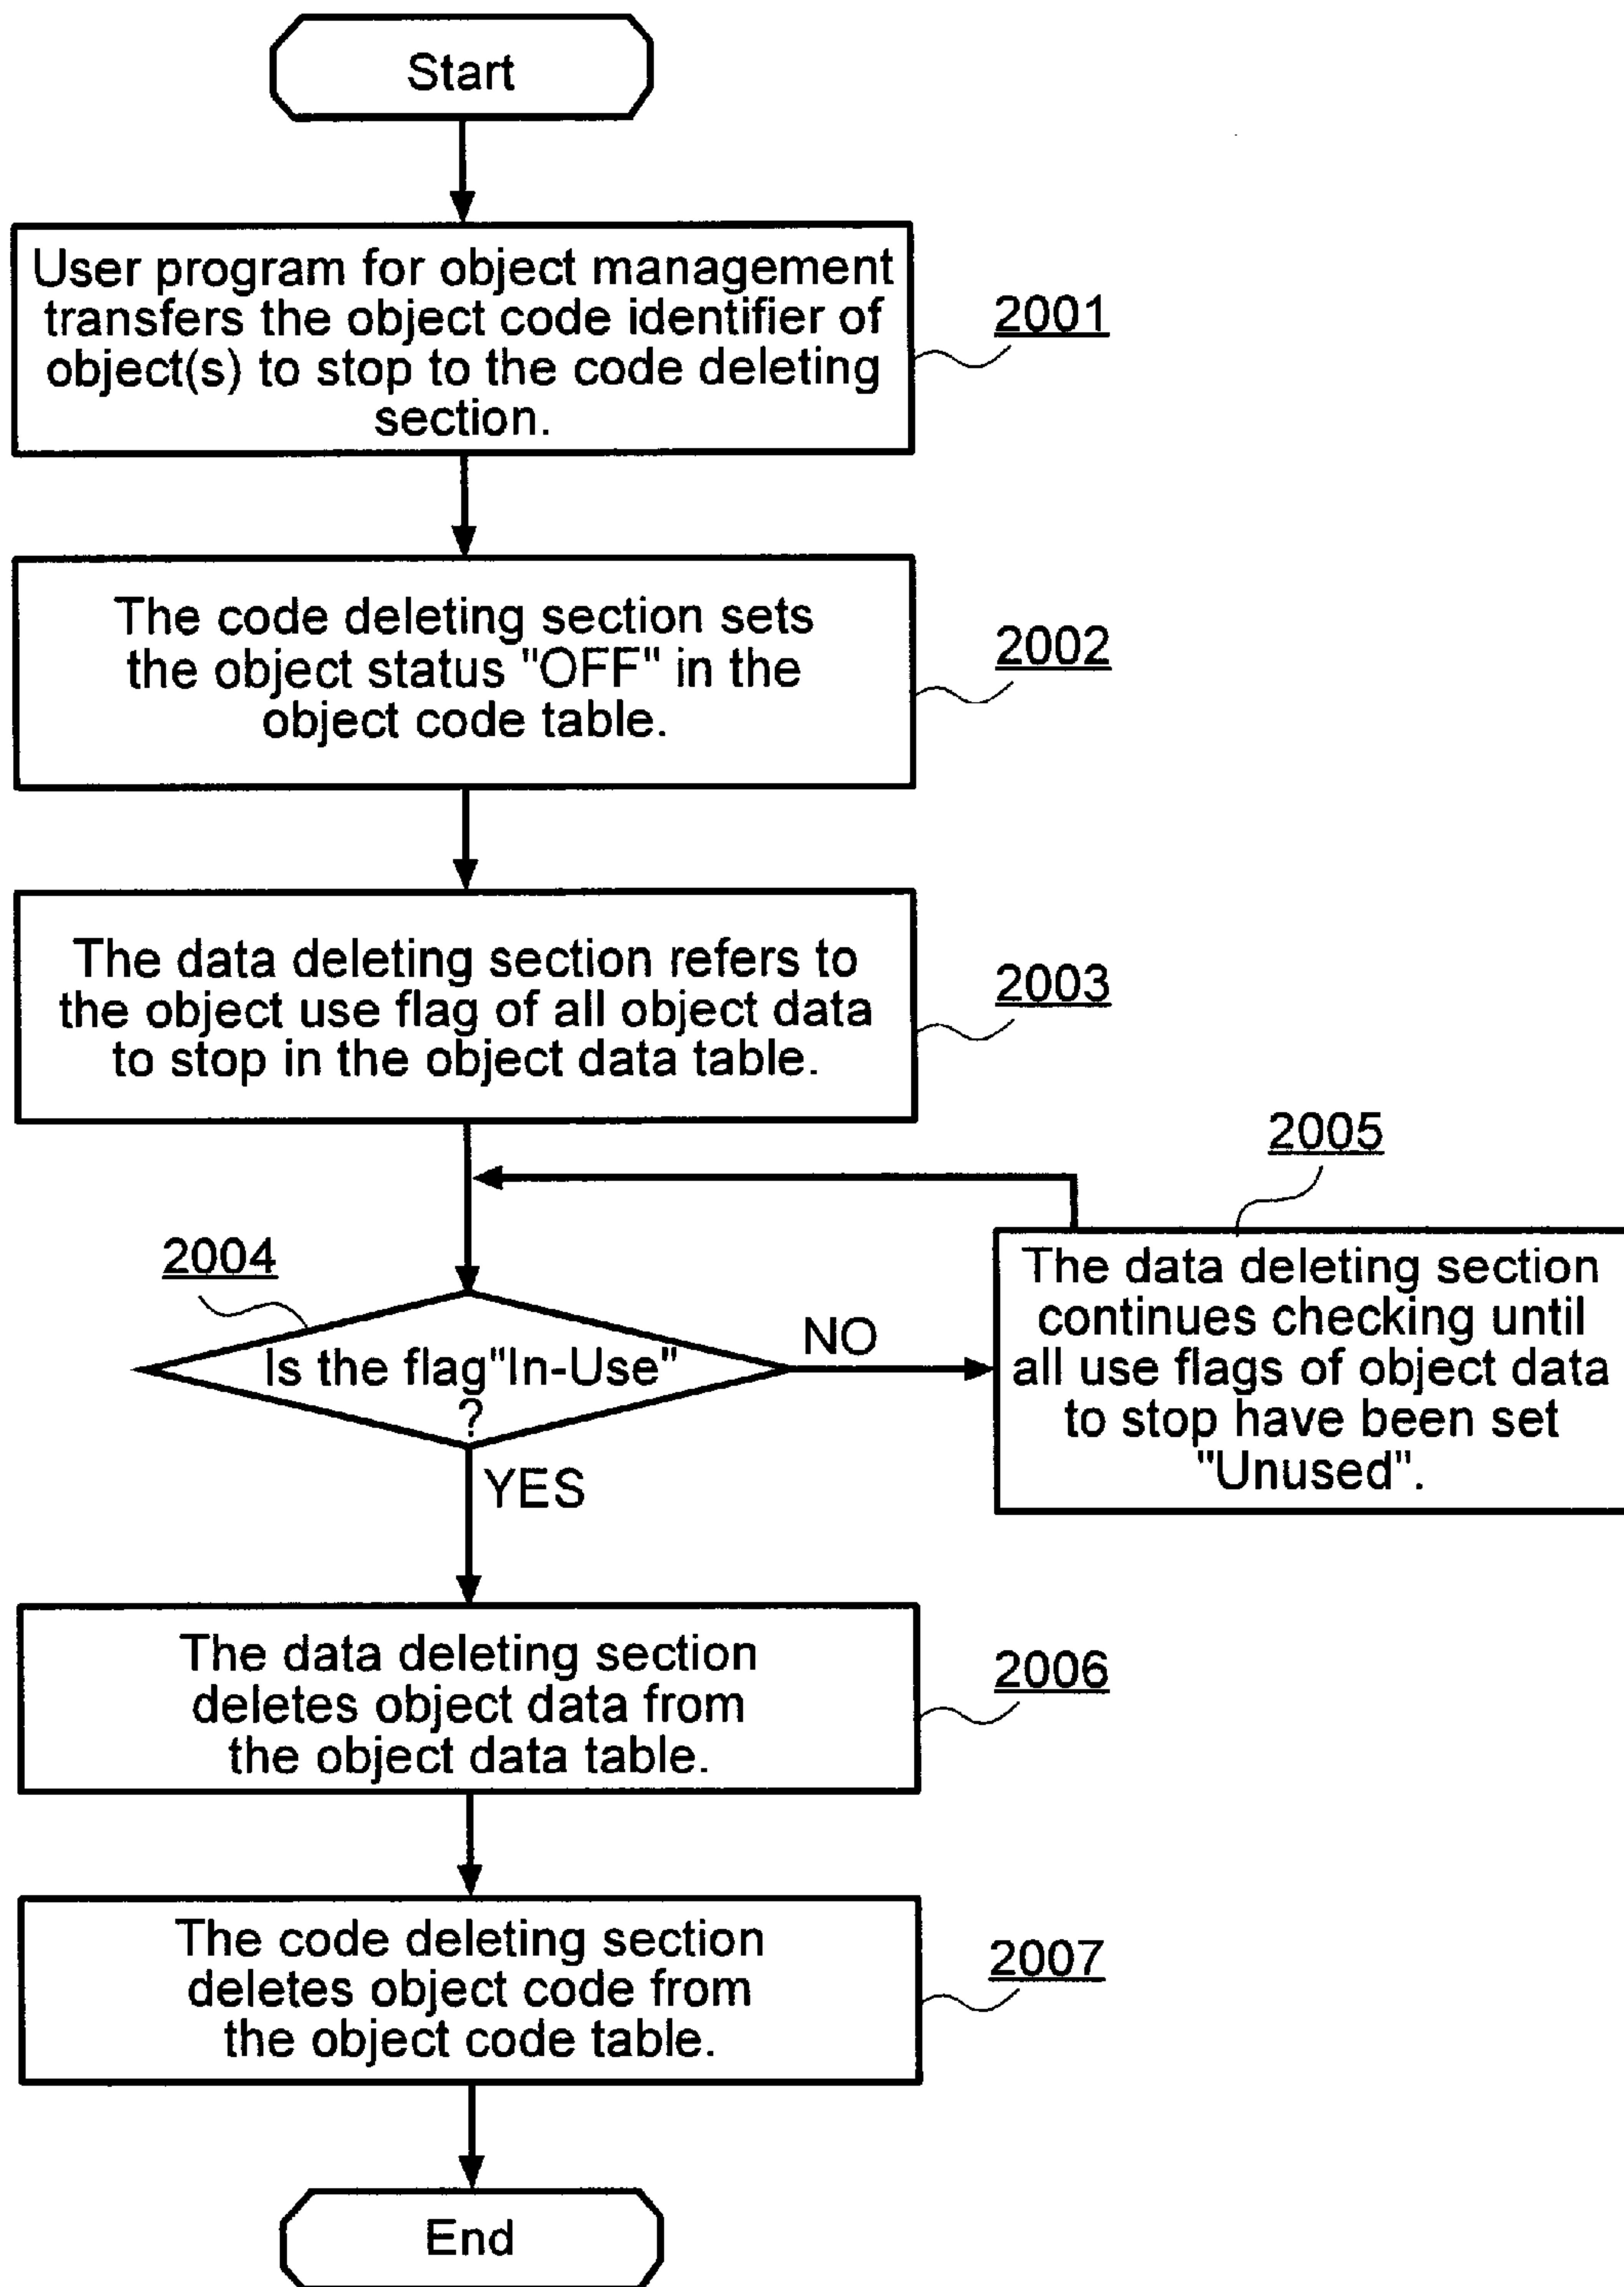 Start
User program for object management
transfers the object code identifier of
object(s) to stop to the code deleting
section.
2001
The code deleting section sets
the object status "OFF" in the
object code table.
2002
The data deleting section refers to
the object use flag of all object data
to stop in the object data table.
2003
2004
Is the flag"In-Use"
?
NO
YES
2005
The data deleting section
continues checking until
all use flags of object data
to stop have been set
"Unused".
The data deleting section
deletes object data from
the object data table.
2006
The code deleting section
deletes object code from
the object code table.
2007
End